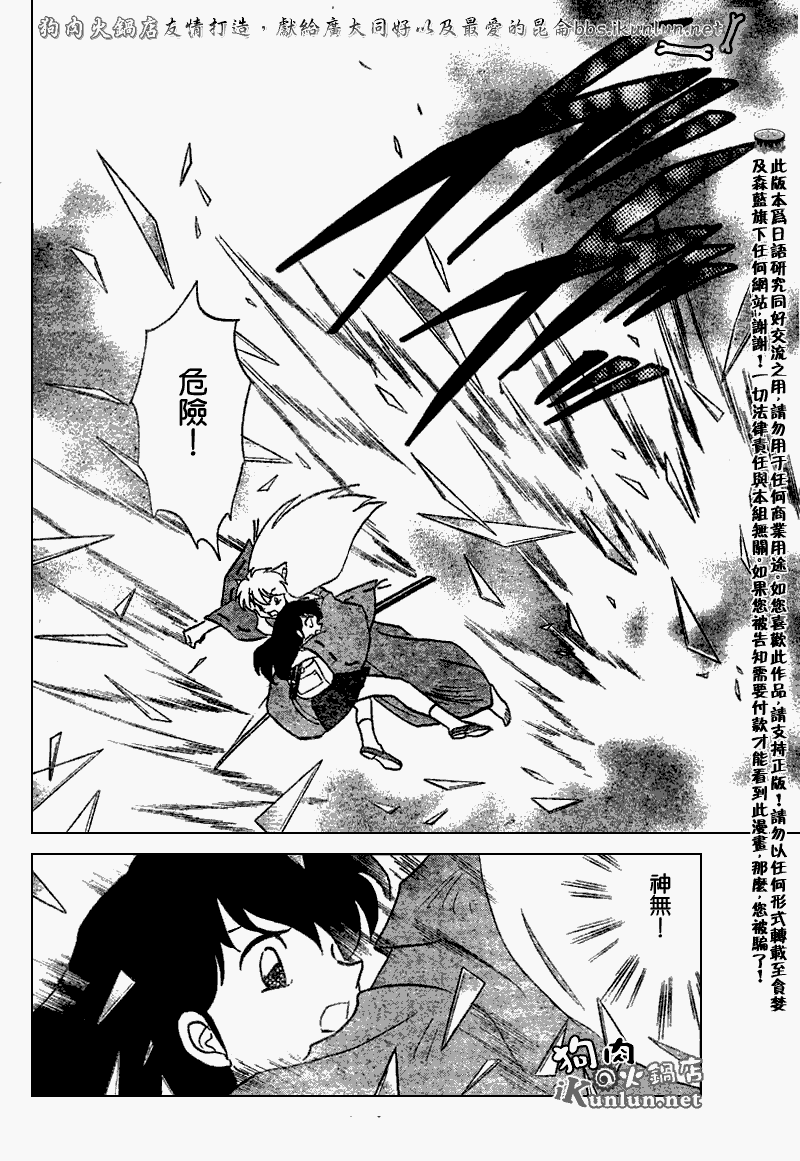 狗肉火鍋店友情打造，獻給廣大同好以及最愛的昆侖bbs.ikunlun.net
此版本爲日語研究同好交流之用，請勿用于任何商業用途。如您喜歡此作品，請支持正版！請勿以任何形式轉載至貪婪
及森藍旗下任何網站，謝謝！一切法律責任與本組無關。如果您被告知需要付款才能看到此漫畫，那麼，您被騙了！
危險！
神無！
狗肉の火鍋店
iKunlun.net